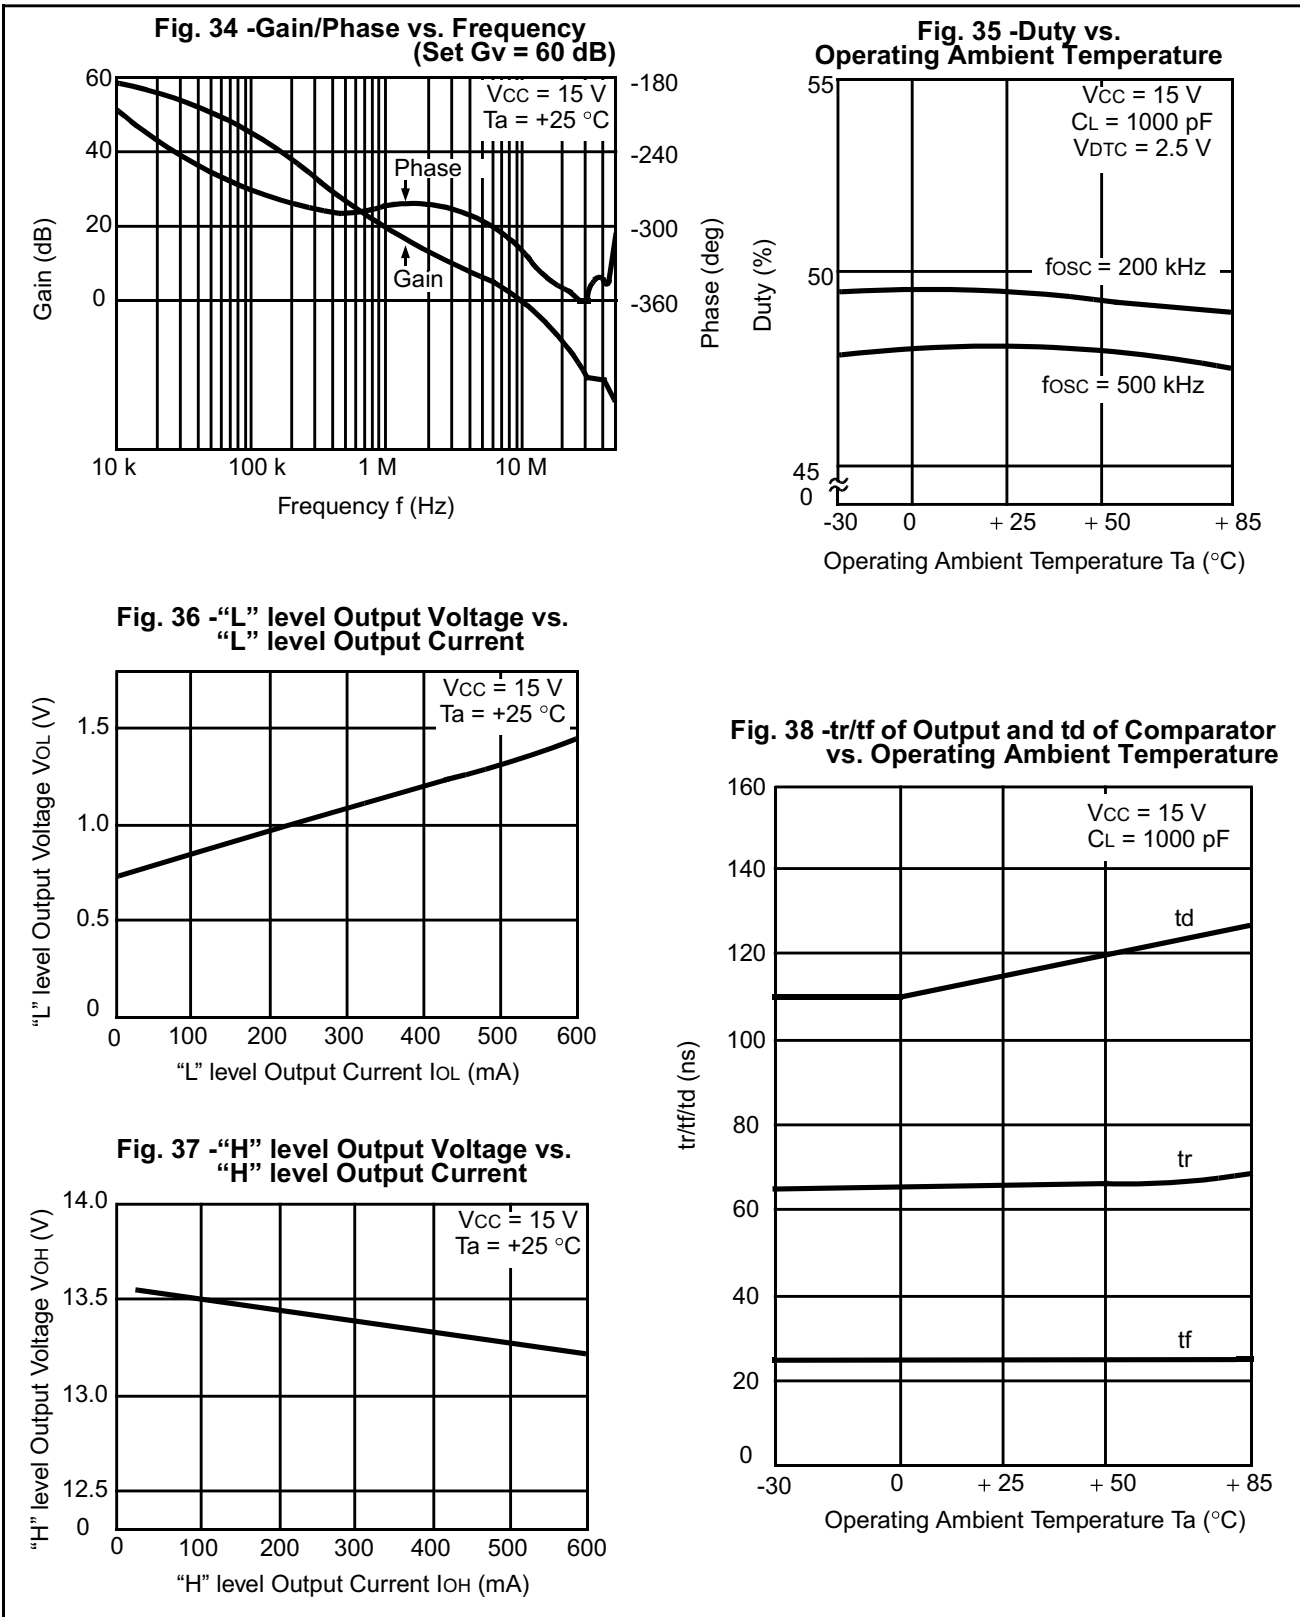 Fig. 34 -Gain/Phase vs. Frequency
(Set Gv = 60 dB)
60
40
20
0
-180
-240
-300
-360
VCC = 15 V
Ta = +25 °C
Phase
Gain
Gain (dB)
Phase (deg)
10 k
100 k
1 M
10 M
Frequency f (Hz)
Fig. 35 -Duty vs.
Operating Ambient Temperature
55
50
45
0
VCC = 15 V
CL = 1000 pF
VDTC = 2.5 V
fOSC = 200 kHz
fOSC = 500 kHz
Duty (%)
-30
0
+ 25
+ 50
+ 85
Operating Ambient Temperature Ta (°C)
Fig. 36 -“L” level Output Voltage vs.
“L” level Output Current
VCC = 15 V
Ta = +25 °C
1.5
1.0
0.5
0
“L” level Output Voltage VOL (V)
0
100
200
300
400
500
600
“L” level Output Current IOL (mA)
Fig. 37 -“H” level Output Voltage vs.
“H” level Output Current
14.0
13.5
13.0
12.5
0
VCC = 15 V
Ta = +25 °C
“H” level Output Voltage VOH (V)
0
100
200
300
400
500
600
“H” level Output Current IOH (mA)
Fig. 38 -tr/tf of Output and td of Comparator
vs. Operating Ambient Temperature
160
140
120
100
80
60
40
20
0
VCC = 15 V
CL = 1000 pF
td
tr
tf
tr/tf/td (ns)
-30
0
+ 25
+ 50
+ 85
Operating Ambient Temperature Ta (°C)